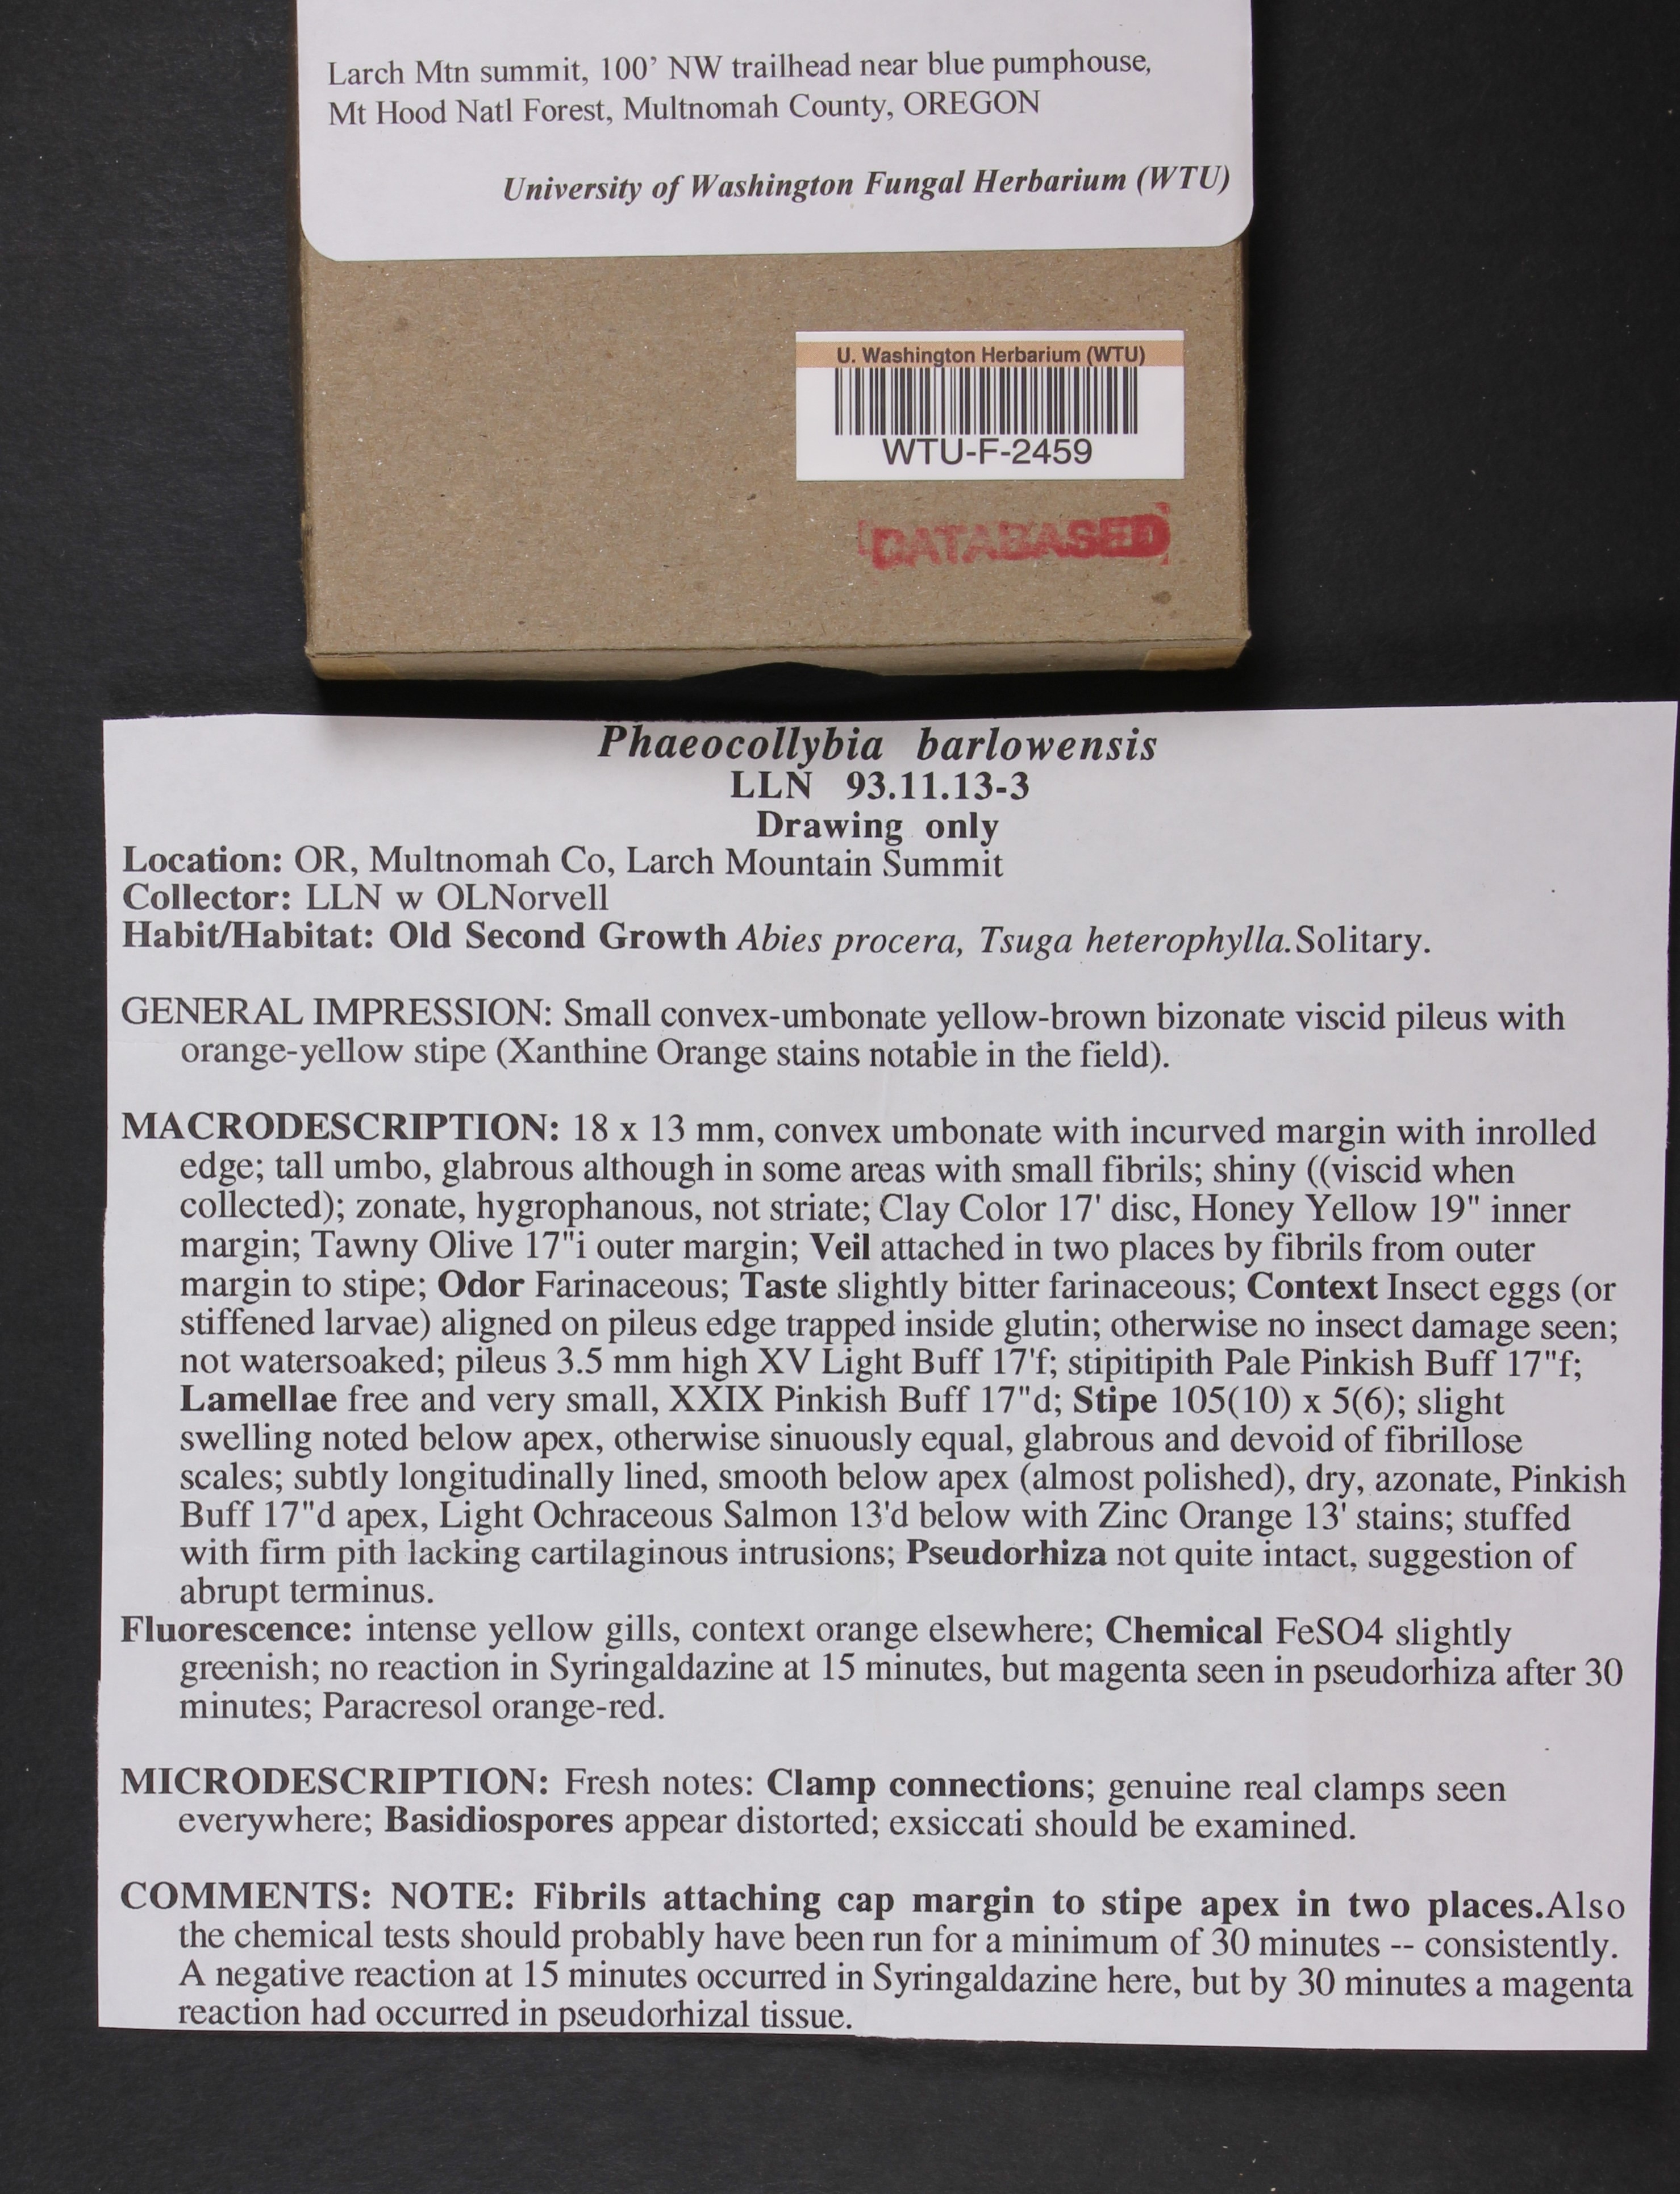 Larch Mtn summit, 100’ NW trailhead near blue pumphouse,
Mt Hood Natl Forest, Multnomah County, OREGON
University of Washington Fungal Herbarium (WTU)
U. Washington Herbarium (WTU)
WTU-F-2459
DATABASED
Phaeocollybia barlowensis
LLN 93.11.13-3
Drawing only
Location: OR, Multnomah Co, Larch Mountain Summit
Collector: LLN w OLNorvell
Habit/Habitat: Old Second Growth Abies procera, Tsuga heterophylla.Solitary.
GENERAL IMPRESSION: Small convex-umbonate yellow-brown bizonate viscid pileus with
orange-yellow stipe (Xanthine Orange stains notable in the field).
MACRODESCRIPTION: 18 x 13 mm, convex umbonate with incurved margin with inrolled
edge; tall umbo, glabrous although in some areas with small fibrils; shiny ((viscid when
collected); zonate, hygrophanous, not striate; Clay Color 17' disc, Honey Yellow 19" inner
margin; Tawny Olive 17"i outer margin; Veil attached in two places by fibrils from outer
margin to stipe; Odor Farinaceous; Taste slightly bitter farinaceous; Context Insect eggs (or
stiffened larvae) aligned on pileus edge trapped inside glutin; otherwise no insect damage seen;
not watersoaked; pileus 3.5 mm high XV Light Buff 17'f; stipitipith Pale Pinkish Buff 17"f;
Lamellae free and very small, XXIX Pinkish Buff 17"d; Stipe 105(10) x 5(6); slight
swelling noted below apex, otherwise sinuously equal, glabrous and devoid of fibrillose
scales; subtly longitudinally lined, smooth below apex (almost polished), dry, azonate, Pinkish
Buff 17"d apex, Light Ochraceous Salmon 13'd below with Zinc Orange 13' stains; stuffed
with firm pith lacking cartilaginous intrusions; Pseudorhiza not quite intact, suggestion of
abrupt terminus.
Fluorescence: intense yellow gills, context orange elsewhere; Chemical FeSO4 slightly
greenish; no reaction in Syringaldazine at 15 minutes, but magenta seen in pseudorhiza after 30
minutes; Paracresol orange-red.
MICRODESCRIPTION: Fresh notes: Clamp connections; genuine real clamps seen
everywhere; Basidiospores appear distorted; exsiccati should be examined.
COMMENTS: NOTE: Fibrils attaching cap margin to stipe apex in two places.Also
the chemical tests should probably have been run for a minimum of 30 minutes -- consistently.
A negative reaction at 15 minutes occurred in Syringaldazine here, but by 30 minutes a magenta
reaction had occurred in pseudorhizal tissue.